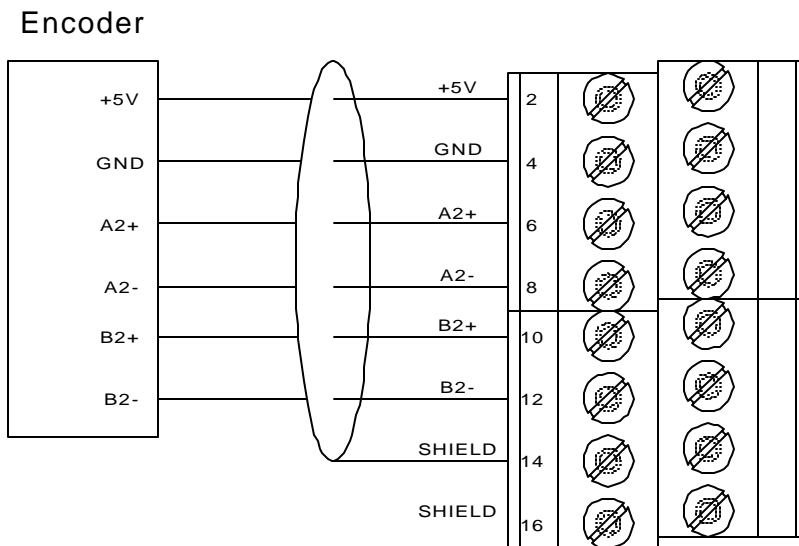 Encoder
+5V +5V 2
GND GND 4
A2+ A2+ 6
A2- A2- 8
B2+ B2+ 10
B2- B2- 12
SHIELD 14
SHIELD 16